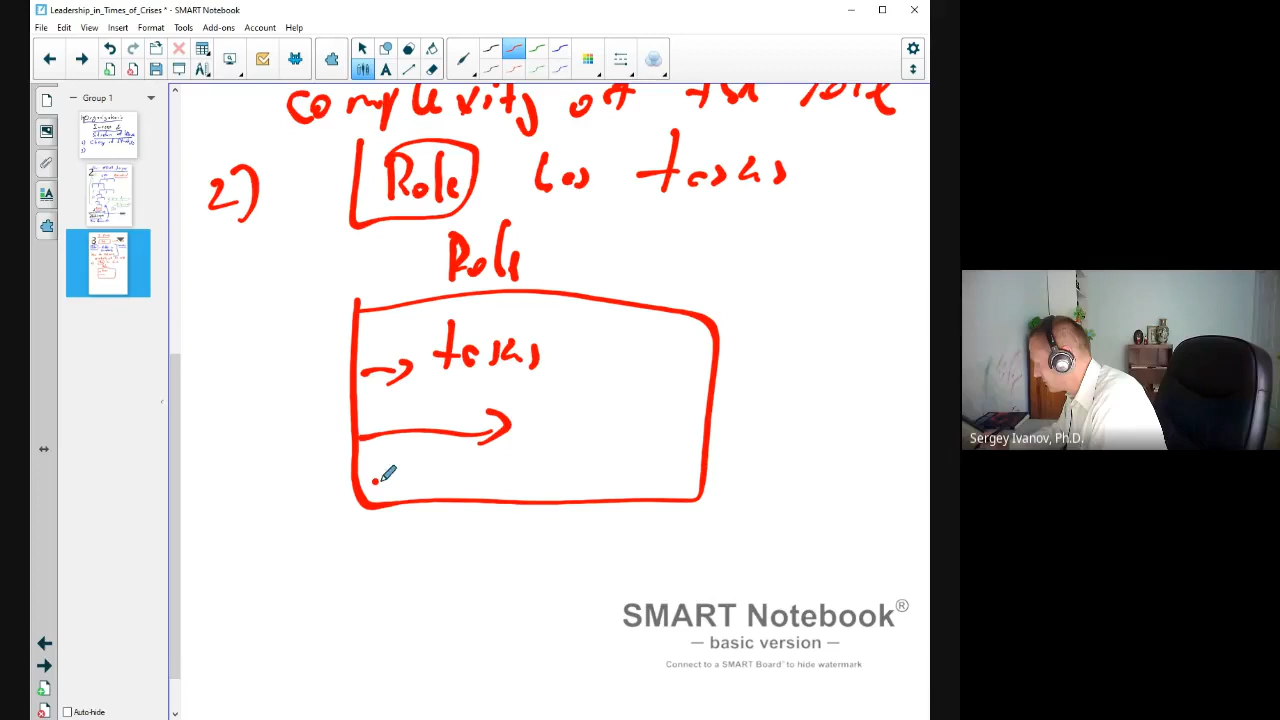 Leadership_in_Times_of_Crises * - SMART Notebook
File Edit View Insert Format Tools Add-ons Account Help
Group 1
complexity of the role
2) Role has tasks
Role
tasks
Sergey Ivanov, Ph.D.
SMART Notebook®
— basic version —
Connect to a SMART Board™ to hide watermark
Auto-hide